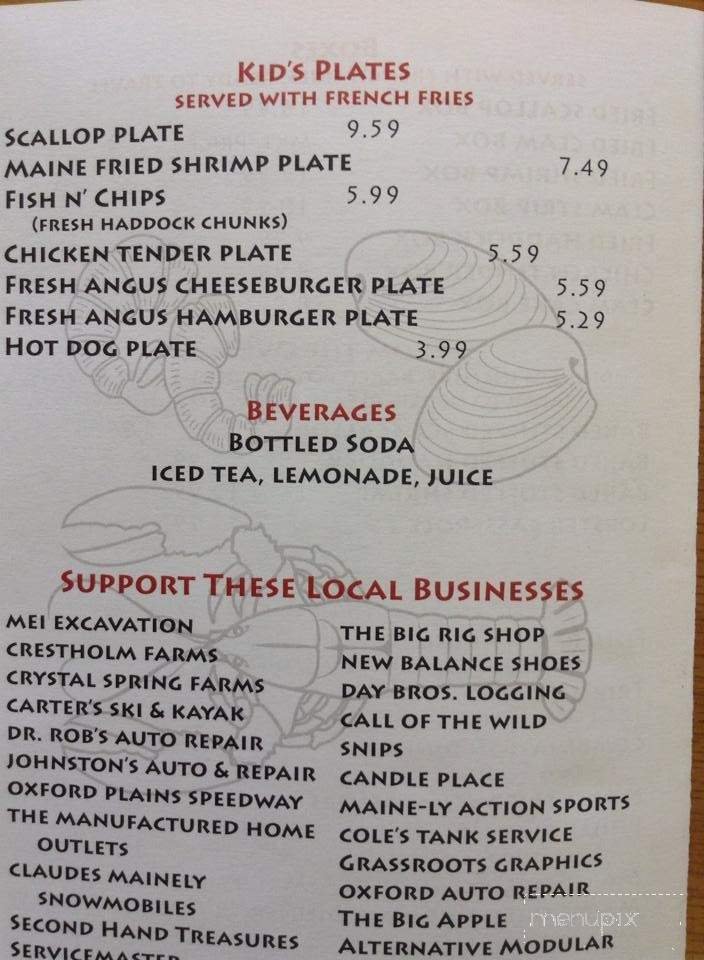 Kid's Plates
served with french fries
Scallop plate 9.59
Maine fried shrimp plate 7.49
Fish n' Chips 5.99
(fresh haddock chunks)
Chicken tender plate 5.59
Fresh angus cheeseburger plate 5.59
Fresh angus hamburger plate 5.29
Hot dog plate 3.99
Beverages
Bottled Soda
iced tea, lemonade, juice
Support These Local Businesses
mei excavation
crestholm farms
crystal spring farms
carter's ski & kayak
dr. rob's auto repair
johnston's auto & repair
oxford plains speedway
the manufactured home
outlets
claudes mainely
snowmobiles
Second Hand Treasures
servicemaster
the big rig shop
new balance shoes
day bros. logging
call of the wild
snips
candle place
maine-ly action sports
cole's tank service
grassroots graphics
oxford auto repair
The Big Apple
Alternative Modular
menupix